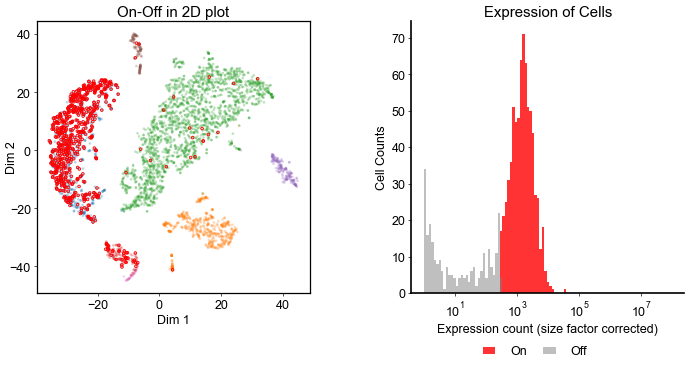 On-Off in 2D plot
40
20
0
−20
−40
Dim 2
−20
0
20
40
Dim 1
Expression of Cells
70
60
50
40
30
20
10
0
Cell Counts
10^1
10^3
10^5
10^7
Expression count (size factor corrected)
On
Off